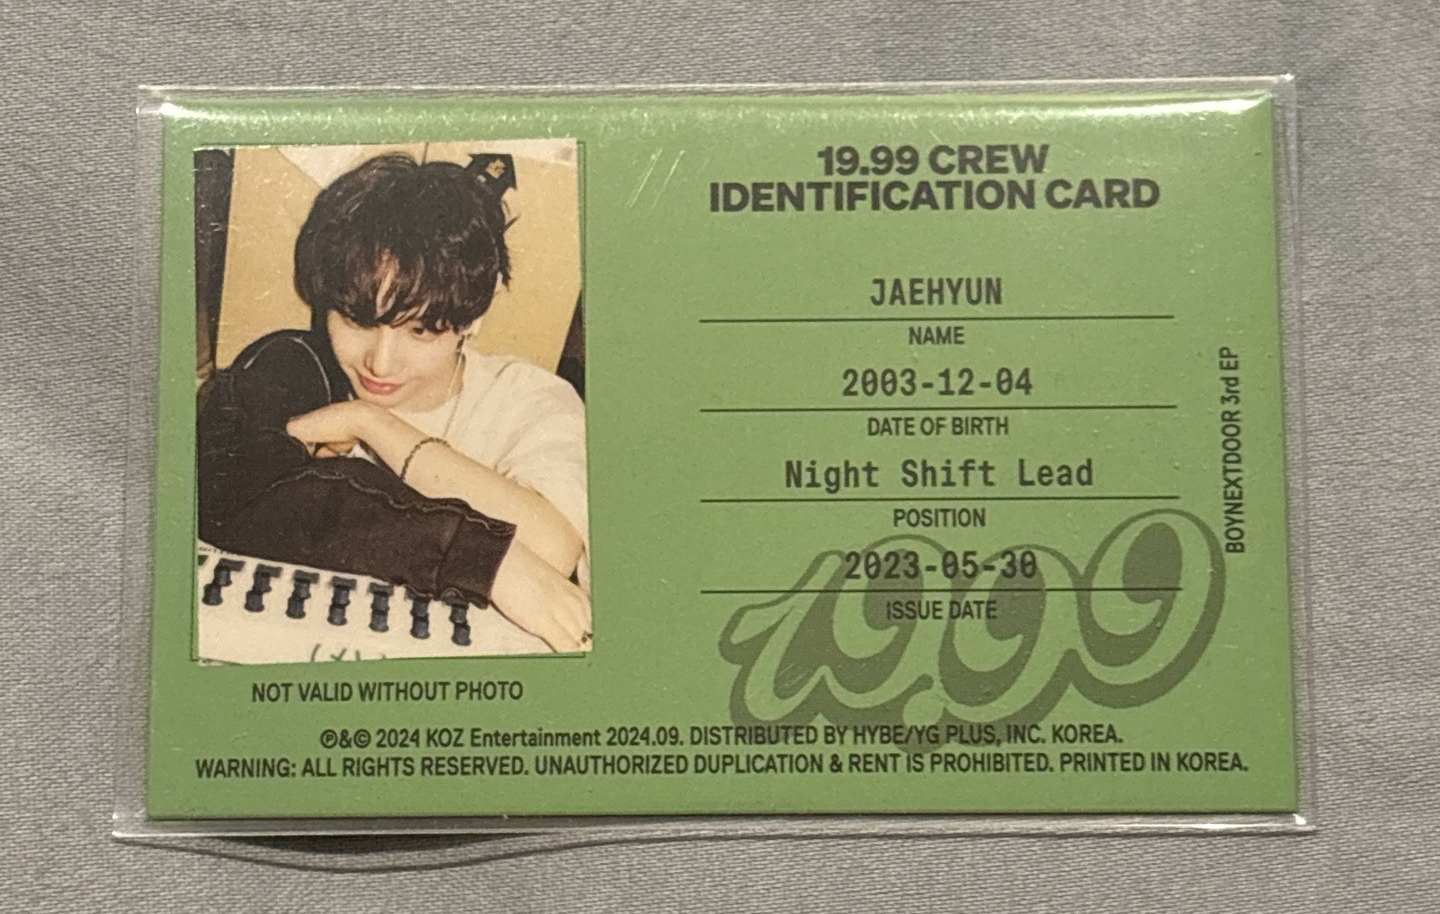 19.99 CREW
IDENTIFICATION CARD
JAEHYUN
NAME
2003-12-04
DATE OF BIRTH
Night Shift Lead
POSITION
2023-05-30
ISSUE DATE
19.99
BOYNEXTDOOR 3rd EP
NOT VALID WITHOUT PHOTO
℗&© 2024 KOZ Entertainment 2024.09. DISTRIBUTED BY HYBE/YG PLUS, INC. KOREA.
WARNING: ALL RIGHTS RESERVED. UNAUTHORIZED DUPLICATION & RENT IS PROHIBITED. PRINTED IN KOREA.